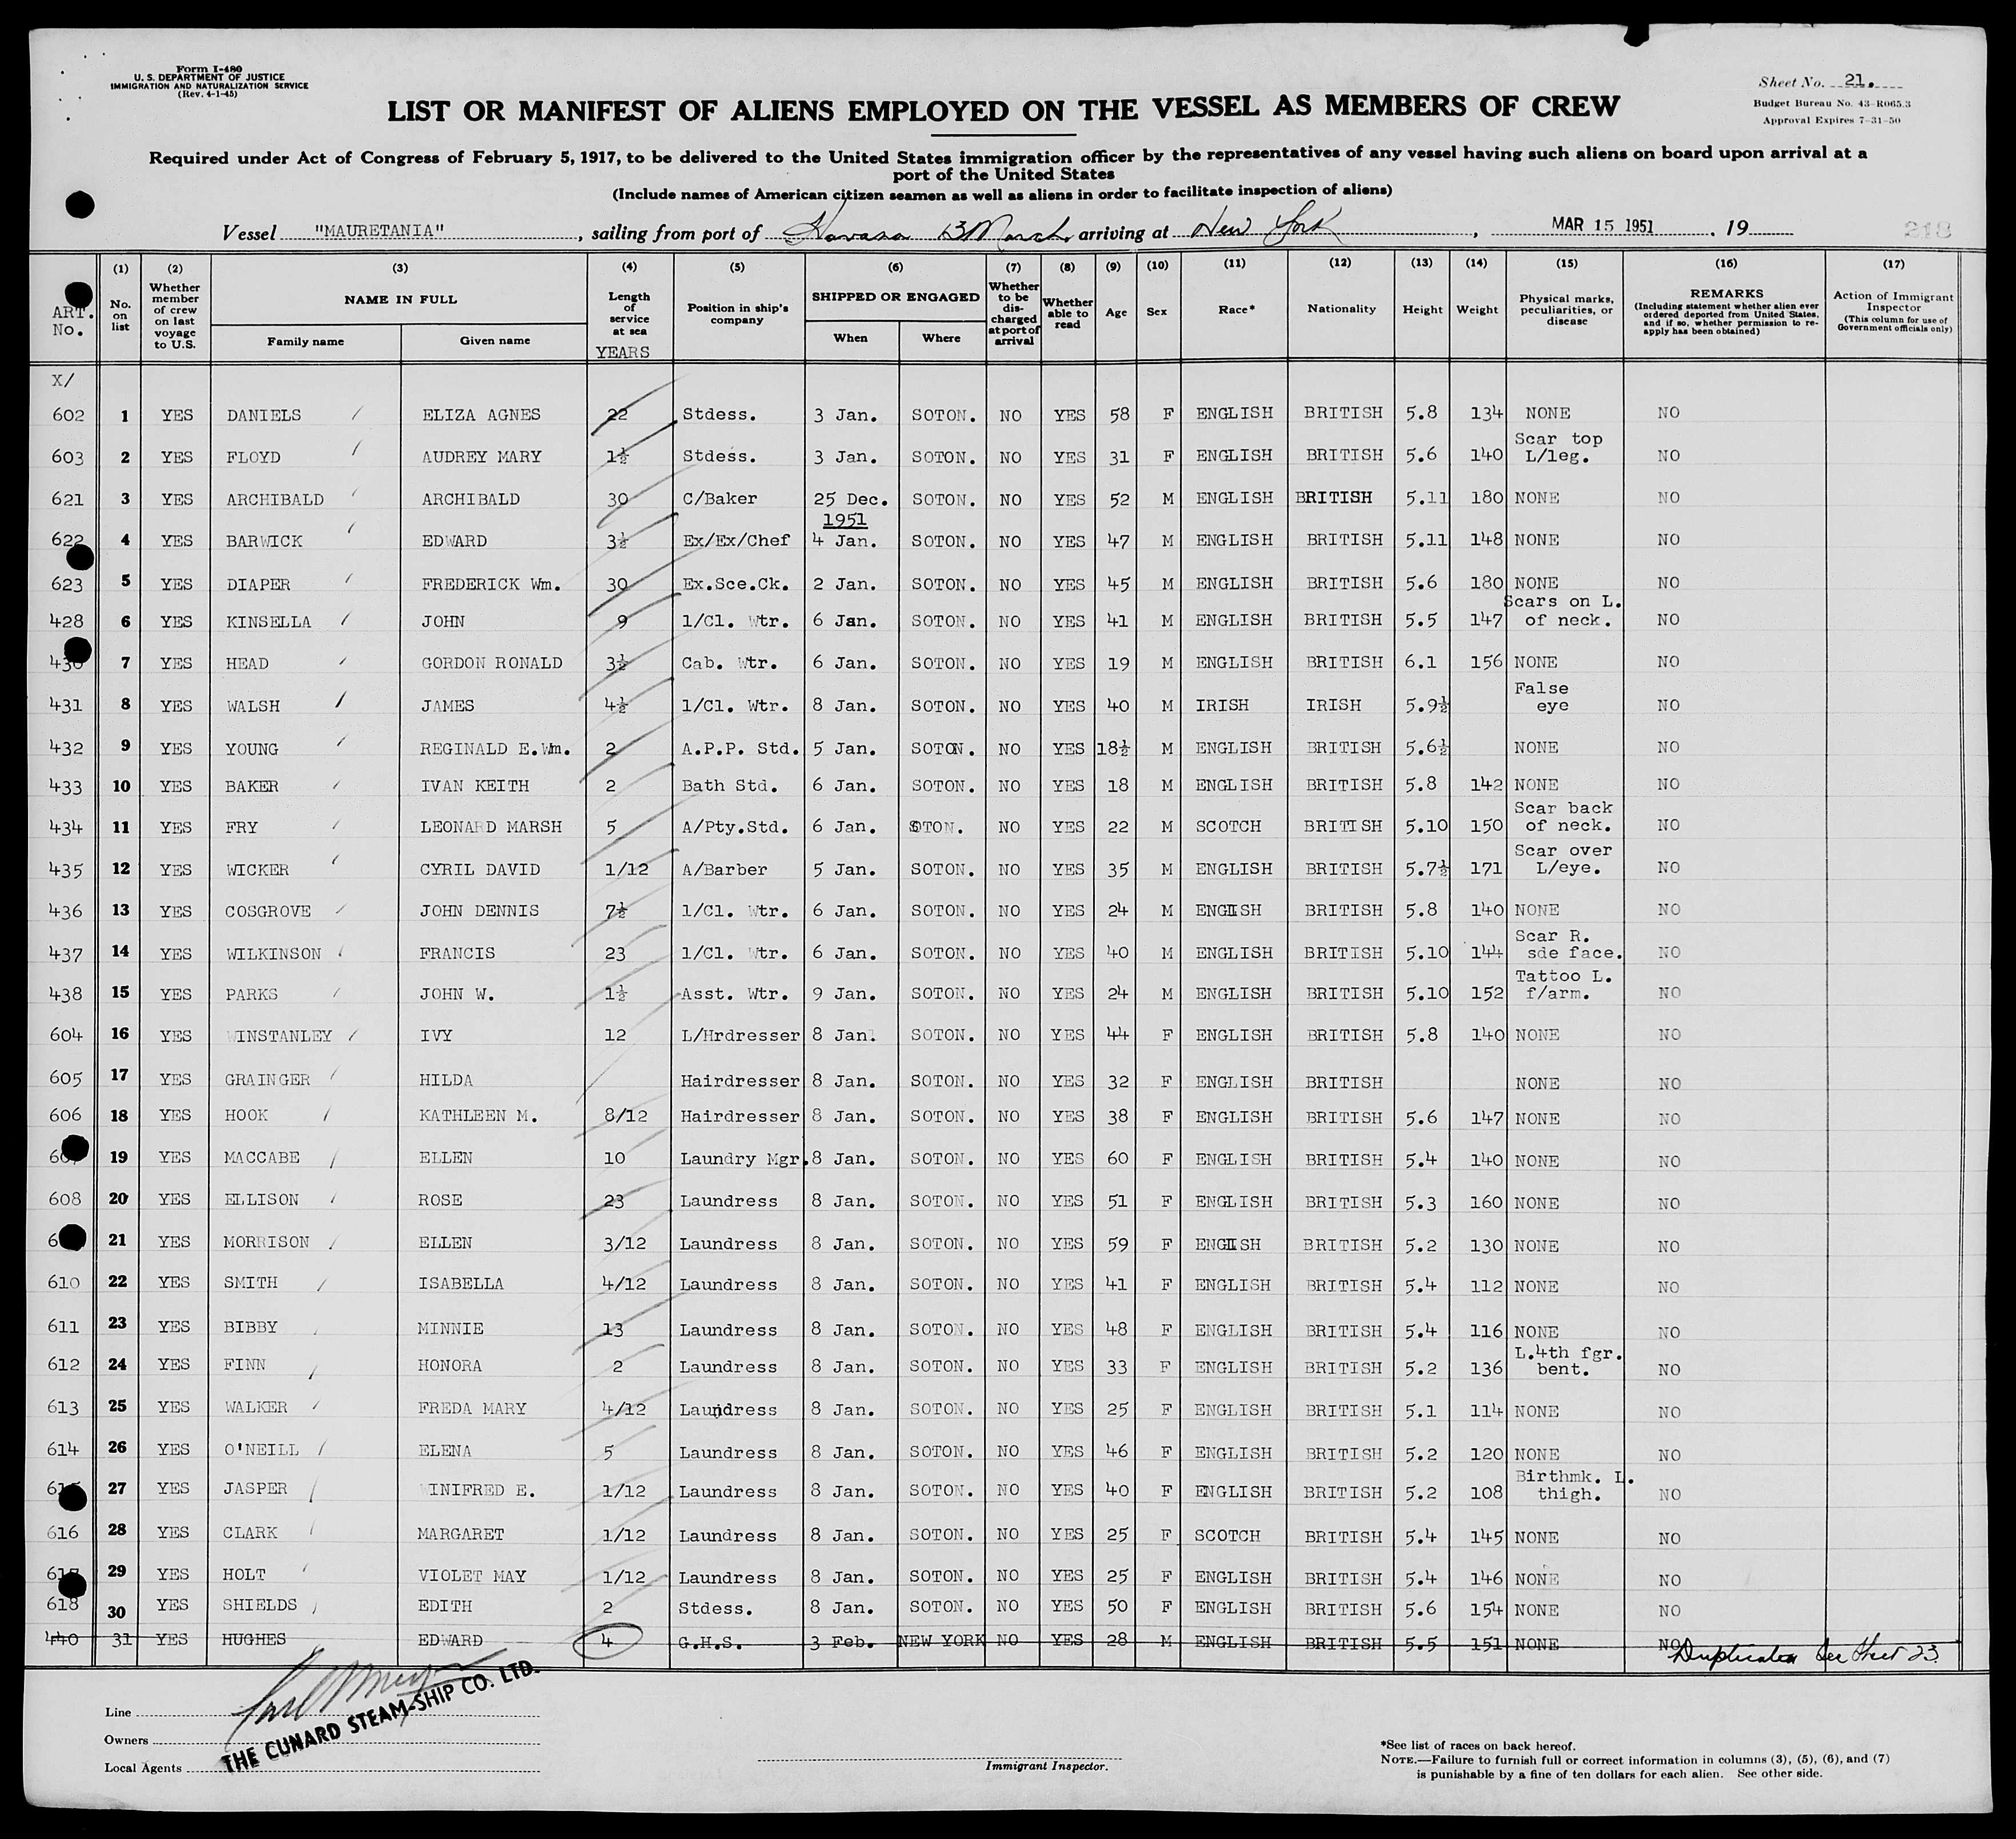 Form I-480
U. S. DEPARTMENT OF JUSTICE
IMMIGRATION AND NATURALIZATION SERVICE
(Rev. 4-1-45)
Sheet No. 21.
Budget Bureau No. 43-R065.3
Approval Expires 7-31-50
LIST OR MANIFEST OF ALIENS EMPLOYED ON THE VESSEL AS MEMBERS OF CREW
Required under Act of Congress of February 5, 1917, to be delivered to the United States immigration officer by the representatives of any vessel having such aliens on board upon arrival at a
port of the United States
(Include names of American citizen seamen as well as aliens in order to facilitate inspection of aliens)
Vessel "MAURETANIA", sailing from port of Havana 13 March arriving at New York, MAR 15 1951, 19
218
ART. No.
(1) No. on list
(2) Whether member of crew on last voyage to U.S.
(3) NAME IN FULL
Family name Given name
(4) Length of service at sea
YEARS
(5) Position in ship's company
(6) SHIPPED OR ENGAGED
When Where
(7) Whether to be discharged at port of arrival
(8) Whether able to read
(9) Age
(10) Sex
(11) Race*
(12) Nationality
(13) Height
(14) Weight
(15) Physical marks, peculiarities, or disease
(16) REMARKS
(Including statement whether alien ever ordered deported from United States, and if so, whether permission to re-apply has been obtained)
(17) Action of Immigrant Inspector
(This column for use of Government officials only)
X/
602 1 YES DANIELS ELIZA AGNES 22 Stdess. 3 Jan. SOTON. NO YES 58 F ENGLISH BRITISH 5.8 134 NONE NO
603 2 YES FLOYD AUDREY MARY 1½ Stdess. 3 Jan. SOTON. NO YES 31 F ENGLISH BRITISH 5.6 140 Scar top L/leg. NO
621 3 YES ARCHIBALD ARCHIBALD 30 C/Baker 25 Dec. SOTON. NO YES 52 M ENGLISH BRITISH 5.11 180 NONE NO
1951
622 4 YES BARWICK EDWARD 3½ Ex/Ex/Chef 4 Jan. SOTON. NO YES 47 M ENGLISH BRITISH 5.11 148 NONE NO
623 5 YES DIAPER FREDERICK Wm. 30 Ex.Sce.Ck. 2 Jan. SOTON. NO YES 45 M ENGLISH BRITISH 5.6 180 NONE NO
428 6 YES KINSELLA JOHN 9 1/Cl. Wtr. 6 Jan. SOTON. NO YES 41 M ENGLISH BRITISH 5.5 147 Scars on L. of neck. NO
430 7 YES HEAD GORDON RONALD 3½ Cab. Wtr. 6 Jan. SOTON. NO YES 19 M ENGLISH BRITISH 6.1 156 NONE NO
431 8 YES WALSH JAMES 4½ 1/Cl. Wtr. 8 Jan. SOTON. NO YES 40 M IRISH IRISH 5.9½ False eye NO
432 9 YES YOUNG REGINALD E.Wm. 2 A.P.P. Std. 5 Jan. SOTON. NO YES 18½ M ENGLISH BRITISH 5.6½ NONE NO
433 10 YES BAKER IVAN KEITH 2 Bath Std. 6 Jan. SOTON. NO YES 18 M ENGLISH BRITISH 5.8 142 NONE NO
434 11 YES FRY LEONARD MARSH 5 A/Pty.Std. 6 Jan. SOTON. NO YES 22 M SCOTCH BRITISH 5.10 150 Scar back of neck. NO
435 12 YES WICKER CYRIL DAVID 1/12 A/Barber 5 Jan. SOTON. NO YES 35 M ENGLISH BRITISH 5.7½ 171 Scar over L/eye. NO
436 13 YES COSGROVE JOHN DENNIS 7½ 1/Cl. Wtr. 6 Jan. SOTON. NO YES 24 M ENGLISH BRITISH 5.8 140 NONE NO
437 14 YES WILKINSON FRANCIS 23 1/Cl. Wtr. 6 Jan. SOTON. NO YES 40 M ENGLISH BRITISH 5.10 144 Scar R. sde face. NO
438 15 YES PARKS JOHN W. 1½ Asst. Wtr. 9 Jan. SOTON. NO YES 24 M ENGLISH BRITISH 5.10 152 Tattoo L. f/arm. NO
604 16 YES WINSTANLEY IVY 12 L/Hrdresser 8 Jan. SOTON. NO YES 44 F ENGLISH BRITISH 5.8 140 NONE NO
605 17 YES GRAINGER HILDA Hairdresser 8 Jan. SOTON. NO YES 32 F ENGLISH BRITISH NONE NO
606 18 YES HOOK KATHLEEN M. 8/12 Hairdresser 8 Jan. SOTON. NO YES 38 F ENGLISH BRITISH 5.6 147 NONE NO
19 YES MACCABE ELLEN 10 Laundry Mgr. 8 Jan. SOTON. NO YES 60 F ENGLISH BRITISH 5.4 140 NONE NO
608 20 YES ELLISON ROSE 23 Laundress 8 Jan. SOTON. NO YES 51 F ENGLISH BRITISH 5.3 160 NONE NO
21 YES MORRISON ELLEN 3/12 Laundress 8 Jan. SOTON. NO YES 59 F ENGLISH BRITISH 5.2 130 NONE NO
610 22 YES SMITH ISABELLA 4/12 Laundress 8 Jan. SOTON. NO YES 41 F ENGLISH BRITISH 5.4 112 NONE NO
611 23 YES BIBBY MINNIE 13 Laundress 8 Jan. SOTON. NO YES 48 F ENGLISH BRITISH 5.4 116 NONE NO
612 24 YES FINN HONORA 2 Laundress 8 Jan. SOTON. NO YES 33 F ENGLISH BRITISH 5.2 136 L.4th fgr. bent. NO
613 25 YES WALKER FREDA MARY 4/12 Laundress 8 Jan. SOTON. NO YES 25 F ENGLISH BRITISH 5.1 114 NONE NO
614 26 YES O'NEILL ELENA 5 Laundress 8 Jan. SOTON. NO YES 46 F ENGLISH BRITISH 5.2 120 NONE NO
615 27 YES JASPER WINIFRED E. 1/12 Laundress 8 Jan. SOTON. NO YES 40 F ENGLISH BRITISH 5.2 108 Birthmk. L. thigh. NO
616 28 YES CLARK MARGARET 1/12 Laundress 8 Jan. SOTON. NO YES 25 F SCOTCH BRITISH 5.4 145 NONE NO
617 29 YES HOLT VIOLET MAY 1/12 Laundress 8 Jan. SOTON. NO YES 25 F ENGLISH BRITISH 5.4 146 NONE NO
618 30 YES SHIELDS EDITH 2 Stdess. 8 Jan. SOTON. NO YES 50 F ENGLISH BRITISH 5.6 154 NONE NO
440 31 YES HUGHES EDWARD 4 G.H.S. 3 Feb. NEW YORK NO YES 28 M ENGLISH BRITISH 5.5 151 NONE NO
Duplicated See Sheet 23.
Line
Owners
Local Agents
THE CUNARD STEAM-SHIP CO. LTD.
Immigrant Inspector.
*See list of races on back hereof.
NOTE.—Failure to furnish full or correct information in columns (3), (5), (6), and (7)
is punishable by a fine of ten dollars for each alien. See other side.